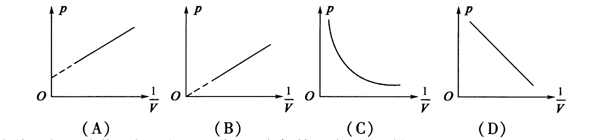 p p p p
O 1/V O 1/V O 1/V O 1/V
(A) (B) (C) (D)